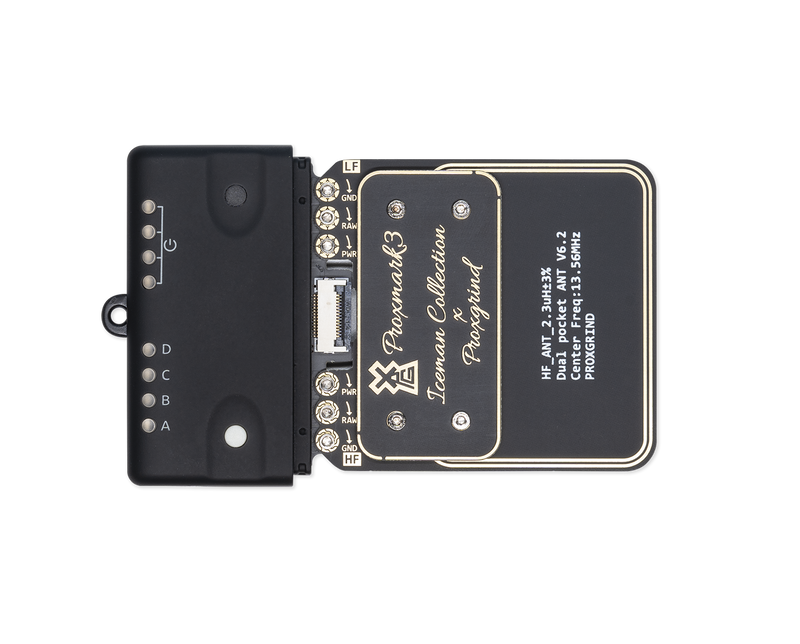 LF
GND
RAW
PWR
PWR
RAW
GND
HF
D
C
B
A
Proxmark3
Iceman Collection
x
Proxgrind
HF_ANT_2.3uH±3%
Dual pocket ANT V6.2
Center Freq:13.56MHz
PROXGRIND